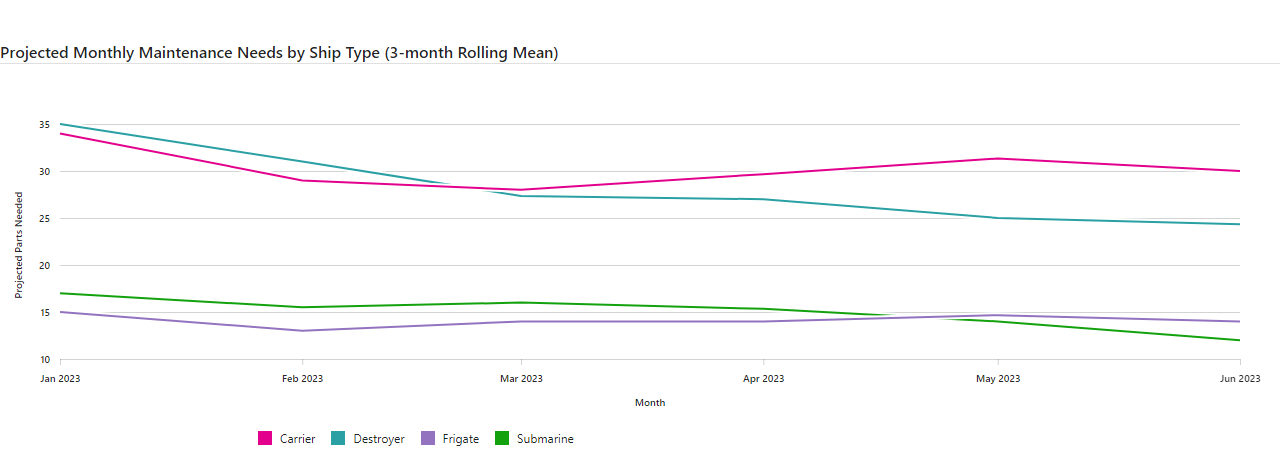 Projected Monthly Maintenance Needs by Ship Type (3-month Rolling Mean)
Projected Parts Needed
35
30
25
20
15
10
Jan 2023 Feb 2023 Mar 2023 Apr 2023 May 2023 Jun 2023
Month
Carrier Destroyer Frigate Submarine